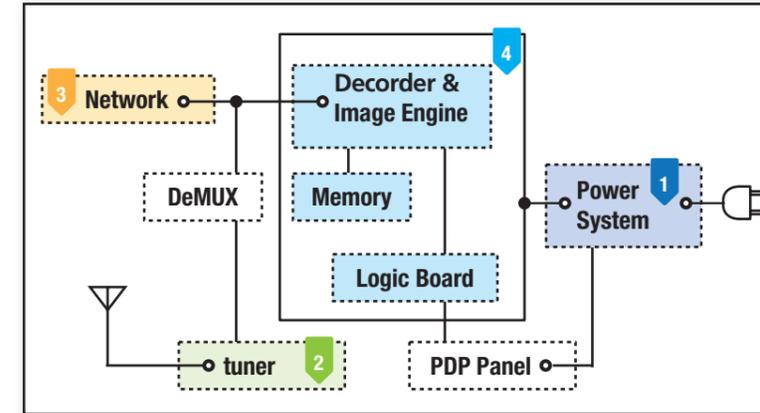 4
Decorder &
Image Engine
3
Network
DeMUX
Memory
1
Power
System
Logic Board
tuner
2
PDP Panel